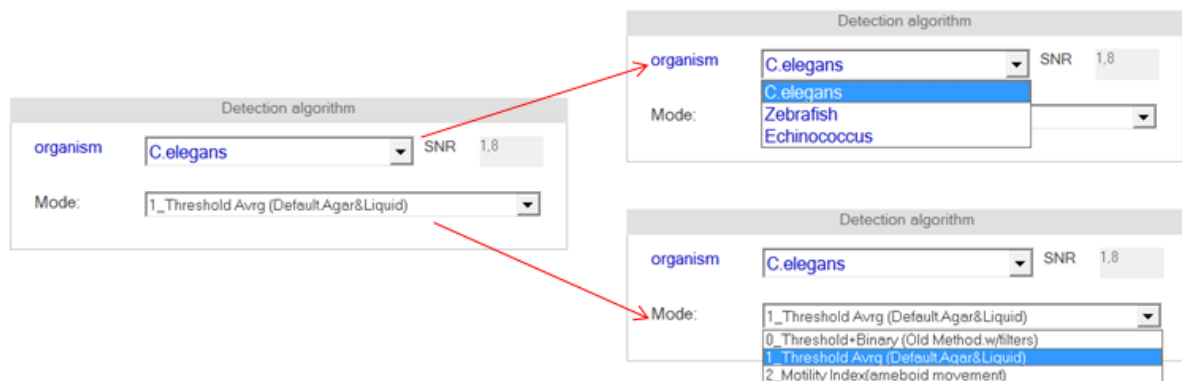 Detection algorithm
organism C.elegans SNR 1,8
Mode: 1_Threshold Avrg (Default.Agar&Liquid)
Detection algorithm
organism C.elegans SNR 1,8
C.elegans
Mode: Zebrafish
Echinococcus
Detection algorithm
organism C.elegans SNR 1,8
Mode: 1_Threshold Avrg (Default.Agar&Liquid)
0_Threshold+Binary (Old Method.w/filters)
1_Threshold Avrg (Default.Agar&Liquid)
2_Motility Index(ameboid movement)